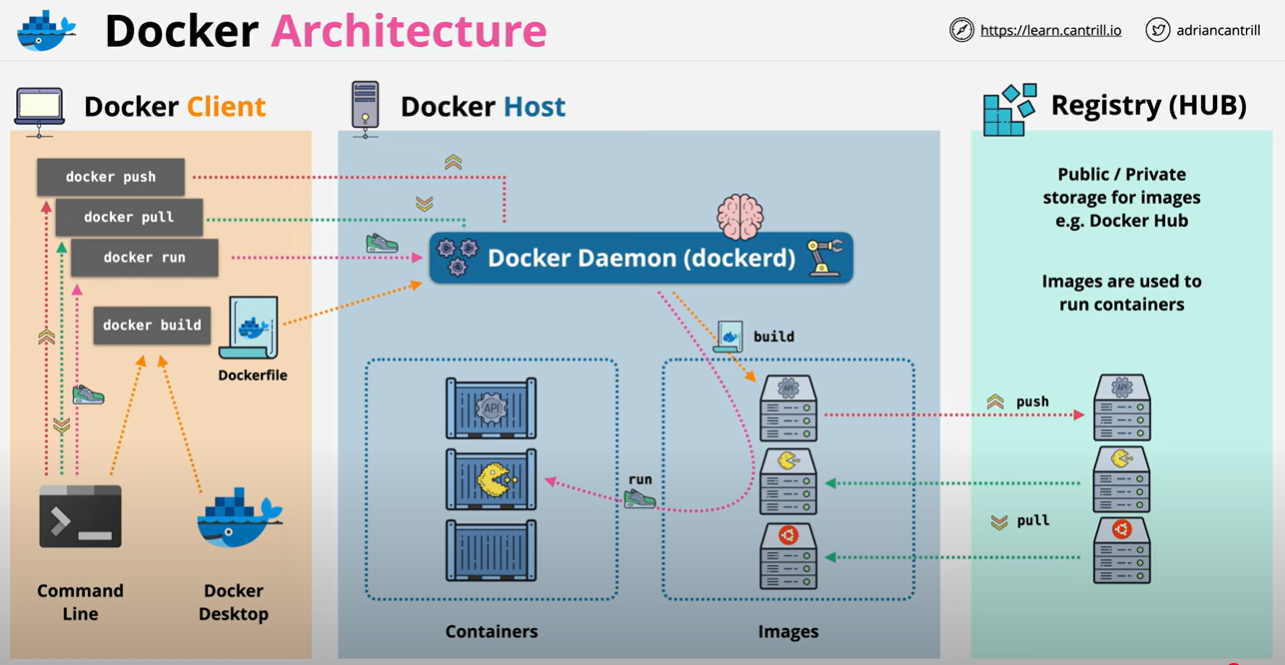 Docker Architecture
https://learn.cantrill.io
adriancantrill
Docker Client
docker push
docker pull
docker run
docker build
Dockerfile
Command
Line
Docker
Desktop
Docker Host
Docker Daemon (dockerd)
build
API
API
run
Containers
Images
Registry (HUB)
Public / Private
storage for images
e.g. Docker Hub
Images are used to
run containers
push
API
pull